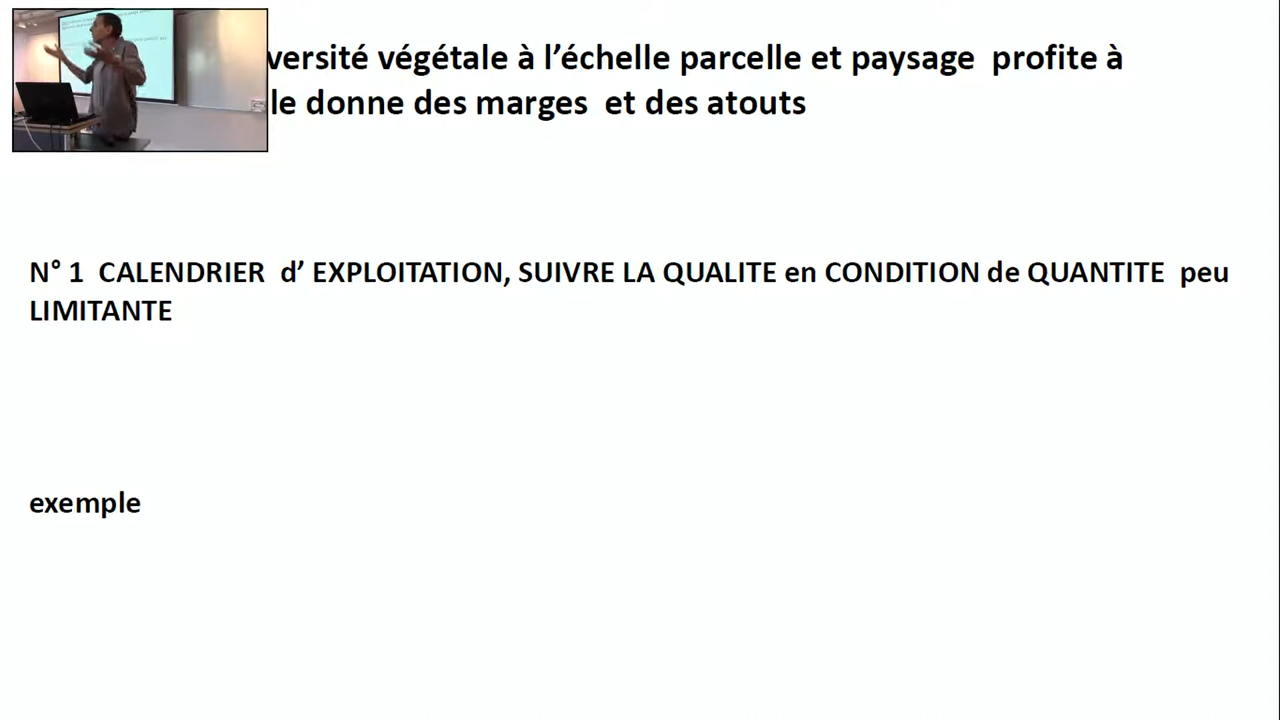 versité végétale à l’échelle parcelle et paysage profite à
le donne des marges et des atouts
N° 1 CALENDRIER d’ EXPLOITATION, SUIVRE LA QUALITE en CONDITION de QUANTITE peu
LIMITANTE
exemple